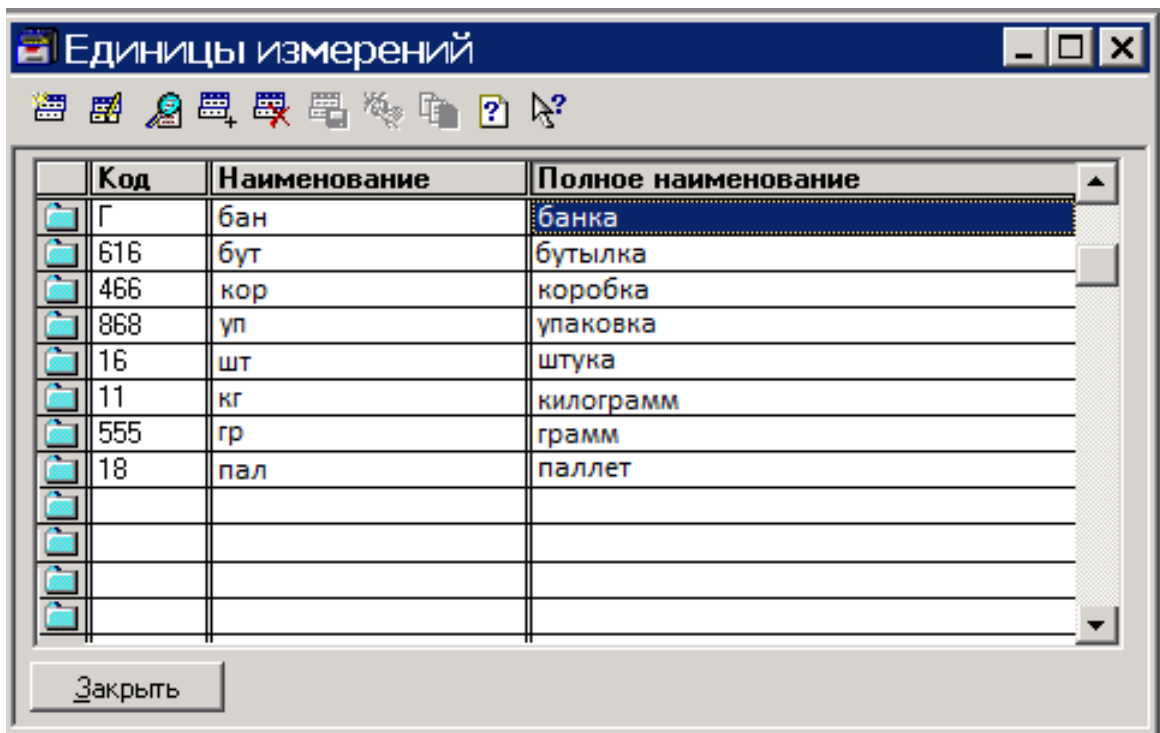 Единицы измерений
Код Наименование Полное наименование
Г бан банка
616 бут бутылка
466 кор коробка
868 уп упаковка
16 шт штука
11 кг килограмм
555 гр грамм
18 пал паллет
Закрыть